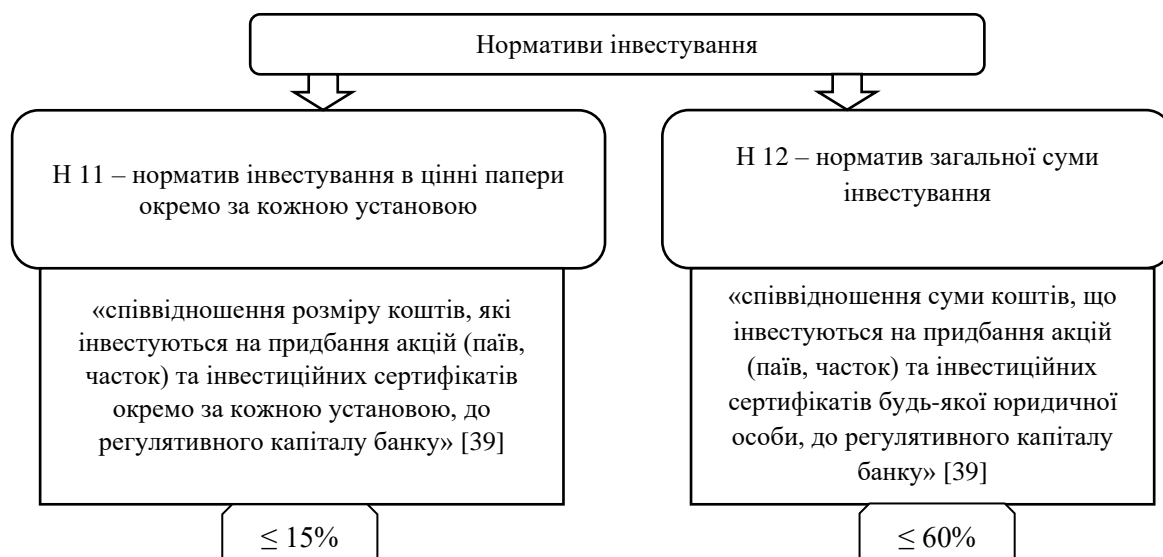 Нормативи інвестування
Н 11 – норматив інвестування в цінні папери
окремо за кожною установою
«співвідношення розміру коштів, які
інвестуються на придбання акцій (паїв,
часток) та інвестиційних сертифікатів
окремо за кожною установою, до
регулятивного капіталу банку» [39]
≤ 15%
Н 12 – норматив загальної суми
інвестування
«співвідношення суми коштів, що
інвестуються на придбання акцій
(паїв, часток) та інвестиційних
сертифікатів будь-якої юридичної
особи, до регулятивного капіталу
банку» [39]
≤ 60%